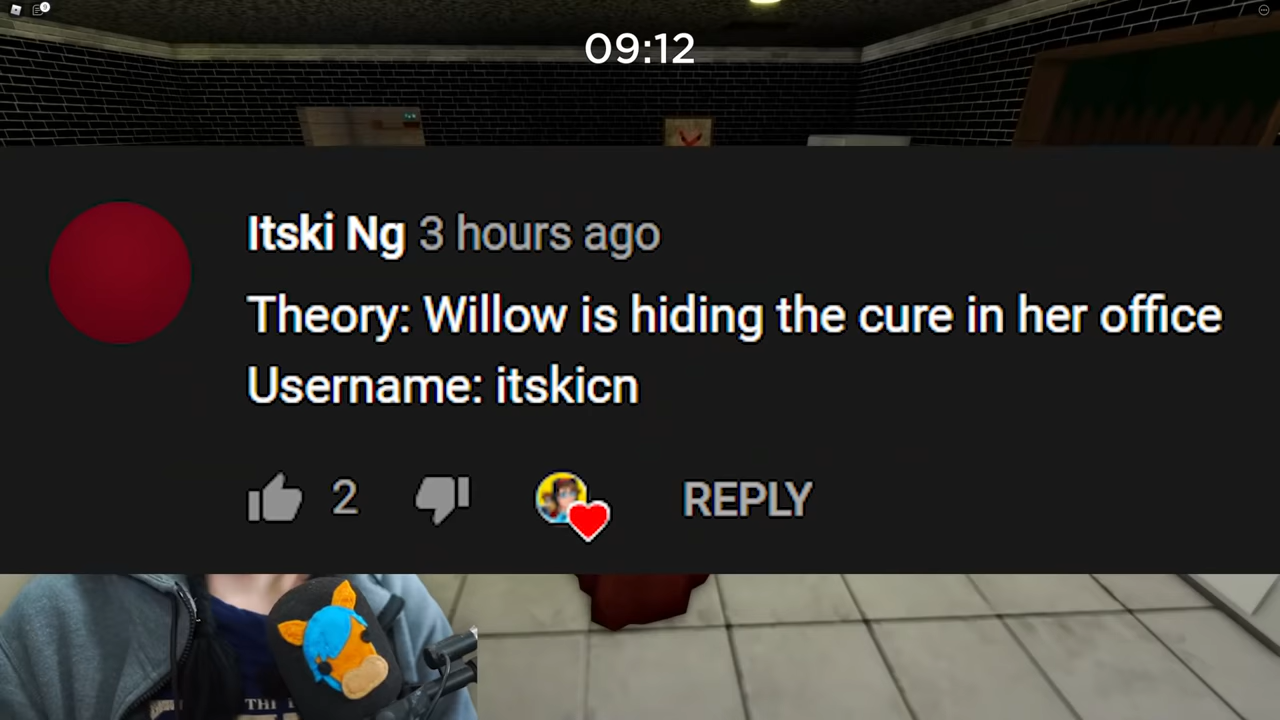 09:12
Itski Ng 3 hours ago
Theory: Willow is hiding the cure in her office
Username: itskicn
2
REPLY
THE